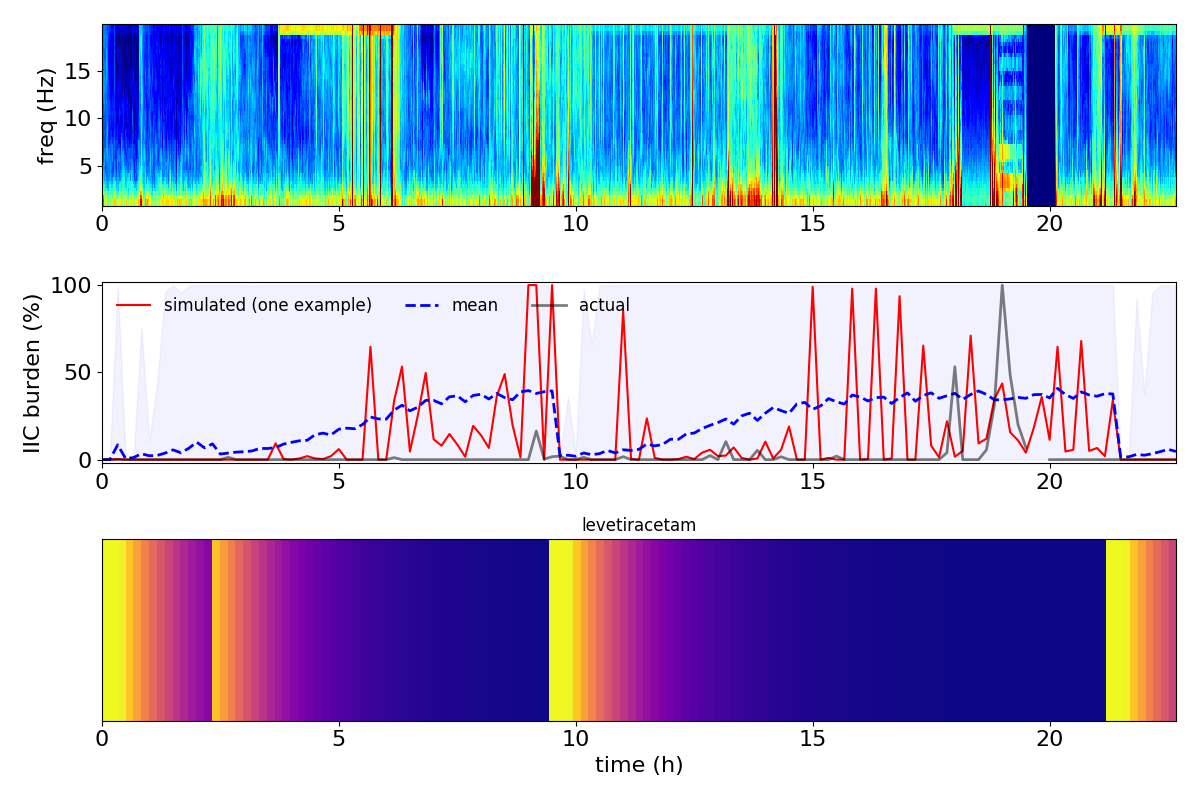 freq (Hz)
15
10
5
0 5 10 15 20
IIC burden (%)
100
50
0
simulated (one example) mean actual
0 5 10 15 20
levetiracetam
0 5 10 15 20
time (h)